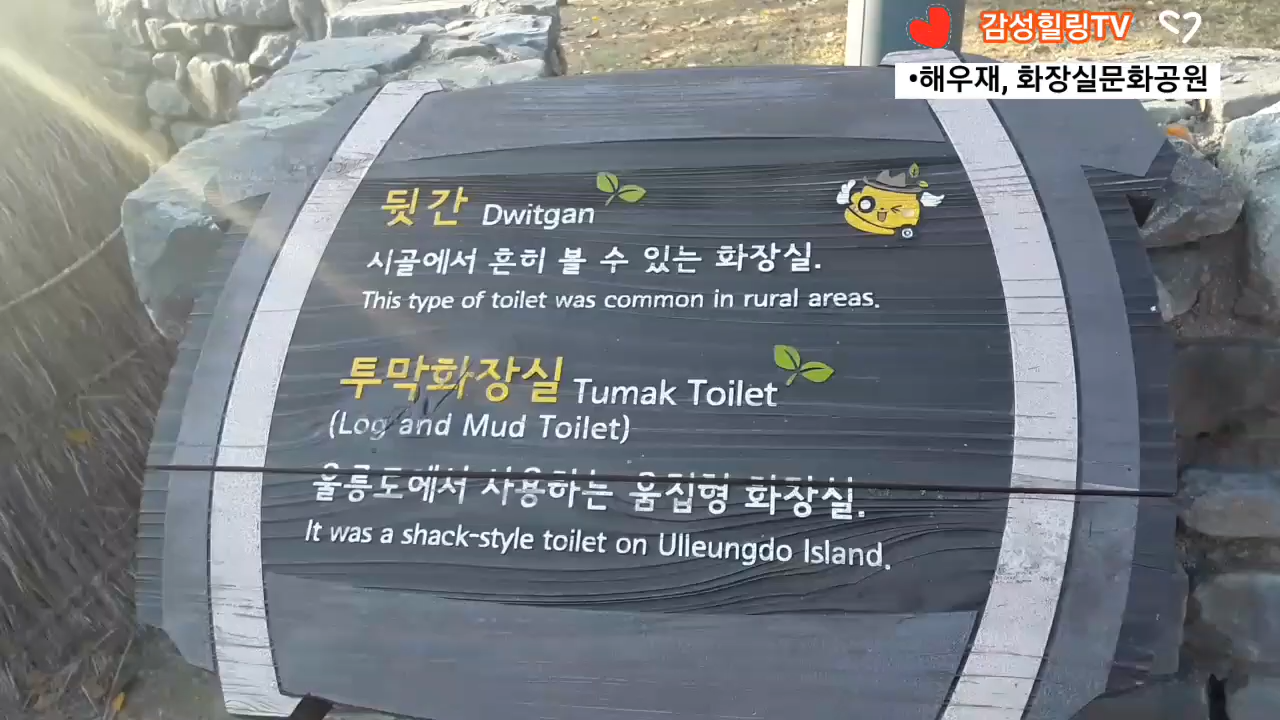 감성힐링TV
•해우재, 화장실문화공원
뒷간 Dwitgan
시골에서 흔히 볼 수 있는 화장실.
This type of toilet was common in rural areas.
투막화장실 Tumak Toilet
(Log and Mud Toilet)
울릉도에서 사용하는 움집형 화장실.
It was a shack-style toilet on Ulleungdo Island.